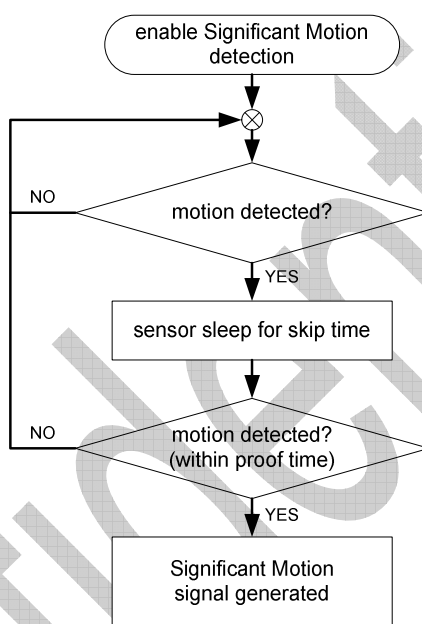 enable Significant Motion
detection
NO
motion detected?
YES
sensor sleep for skip time
NO
motion detected?
(within proof time)
YES
Significant Motion
signal generated